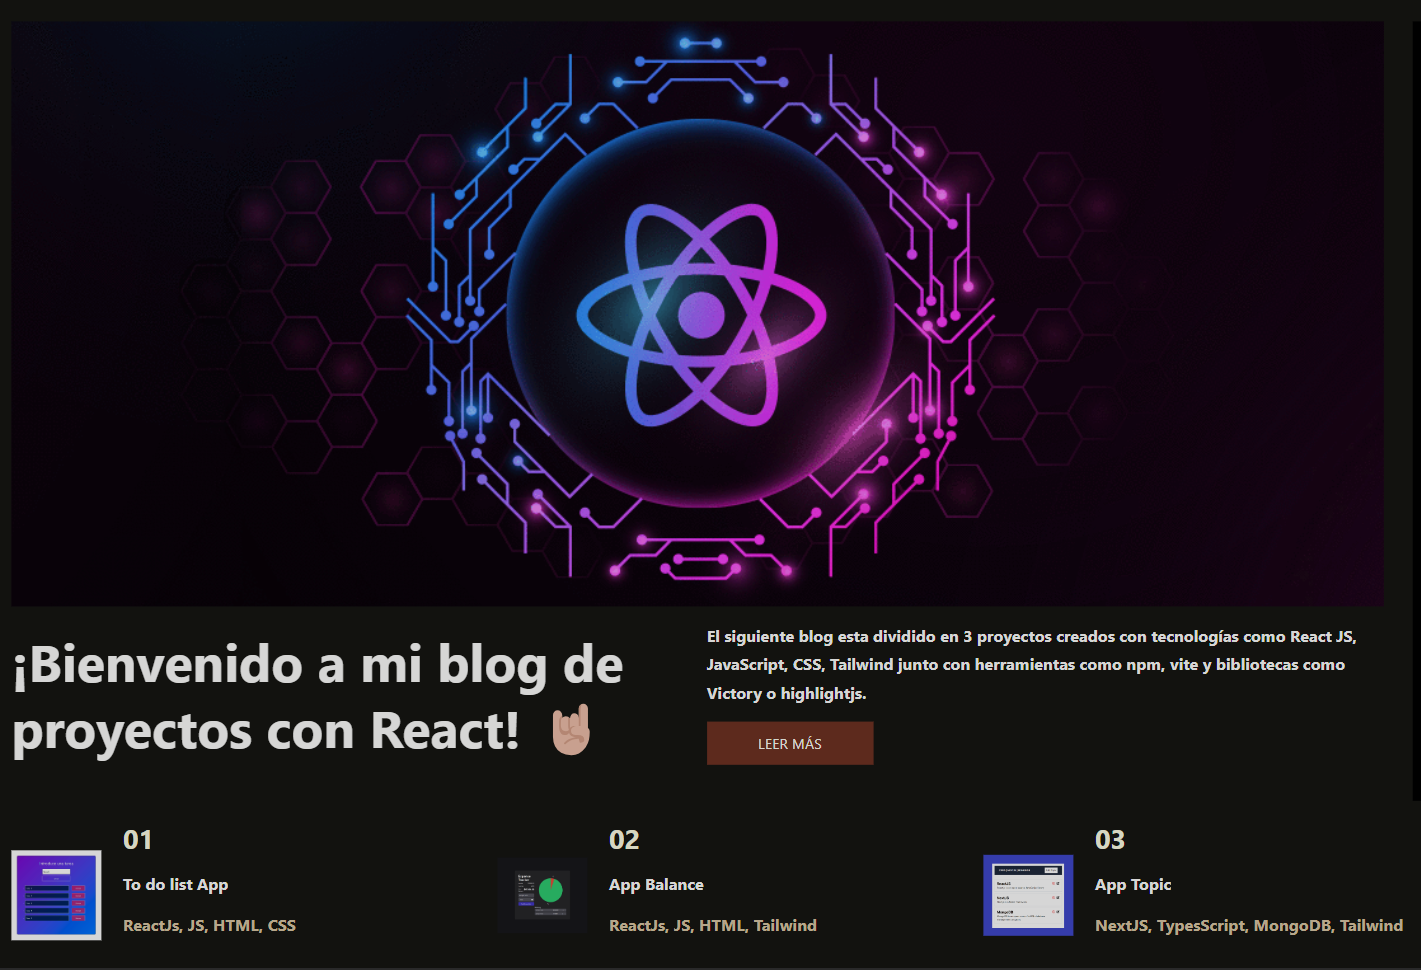 ¡Bienvenido a mi blog de
proyectos con React! 🤘🏼
El siguiente blog esta dividido en 3 proyectos creados con tecnologías como React JS,
JavaScript, CSS, Tailwind junto con herramientas como npm, vite y bibliotecas como
Victory o highlightjs.
LEER MÁS
01
To do list App
ReactJs, JS, HTML, CSS
02
App Balance
ReactJs, JS, HTML, Tailwind
03
App Topic
NextJS, TypesScript, MongoDB, Tailwind